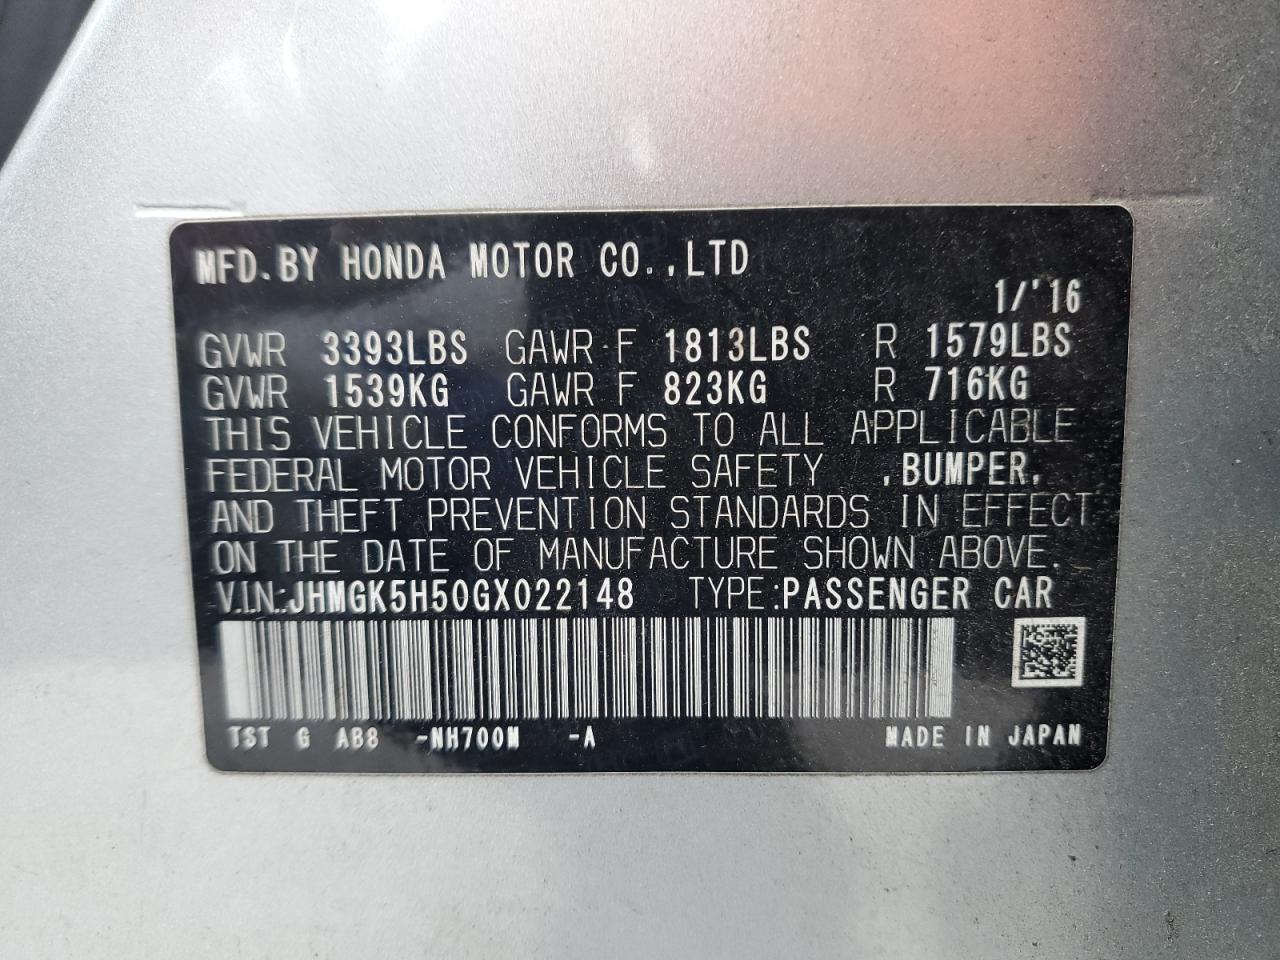 MFD.BY HONDA MOTOR CO.,LTD
1/'16
GVWR 3393LBS GAWR F 1813LBS R 1579LBS
GVWR 1539KG GAWR F 823KG R 716KG
THIS VEHICLE CONFORMS TO ALL APPLICABLE
FEDERAL MOTOR VEHICLE SAFETY ,BUMPER,
AND THEFT PREVENTION STANDARDS IN EFFECT
ON THE DATE OF MANUFACTURE SHOWN ABOVE.
V.I.N.:JHMGK5H50GX022148 TYPE:PASSENGER CAR
TST G AB8 -NH700M -A MADE IN JAPAN